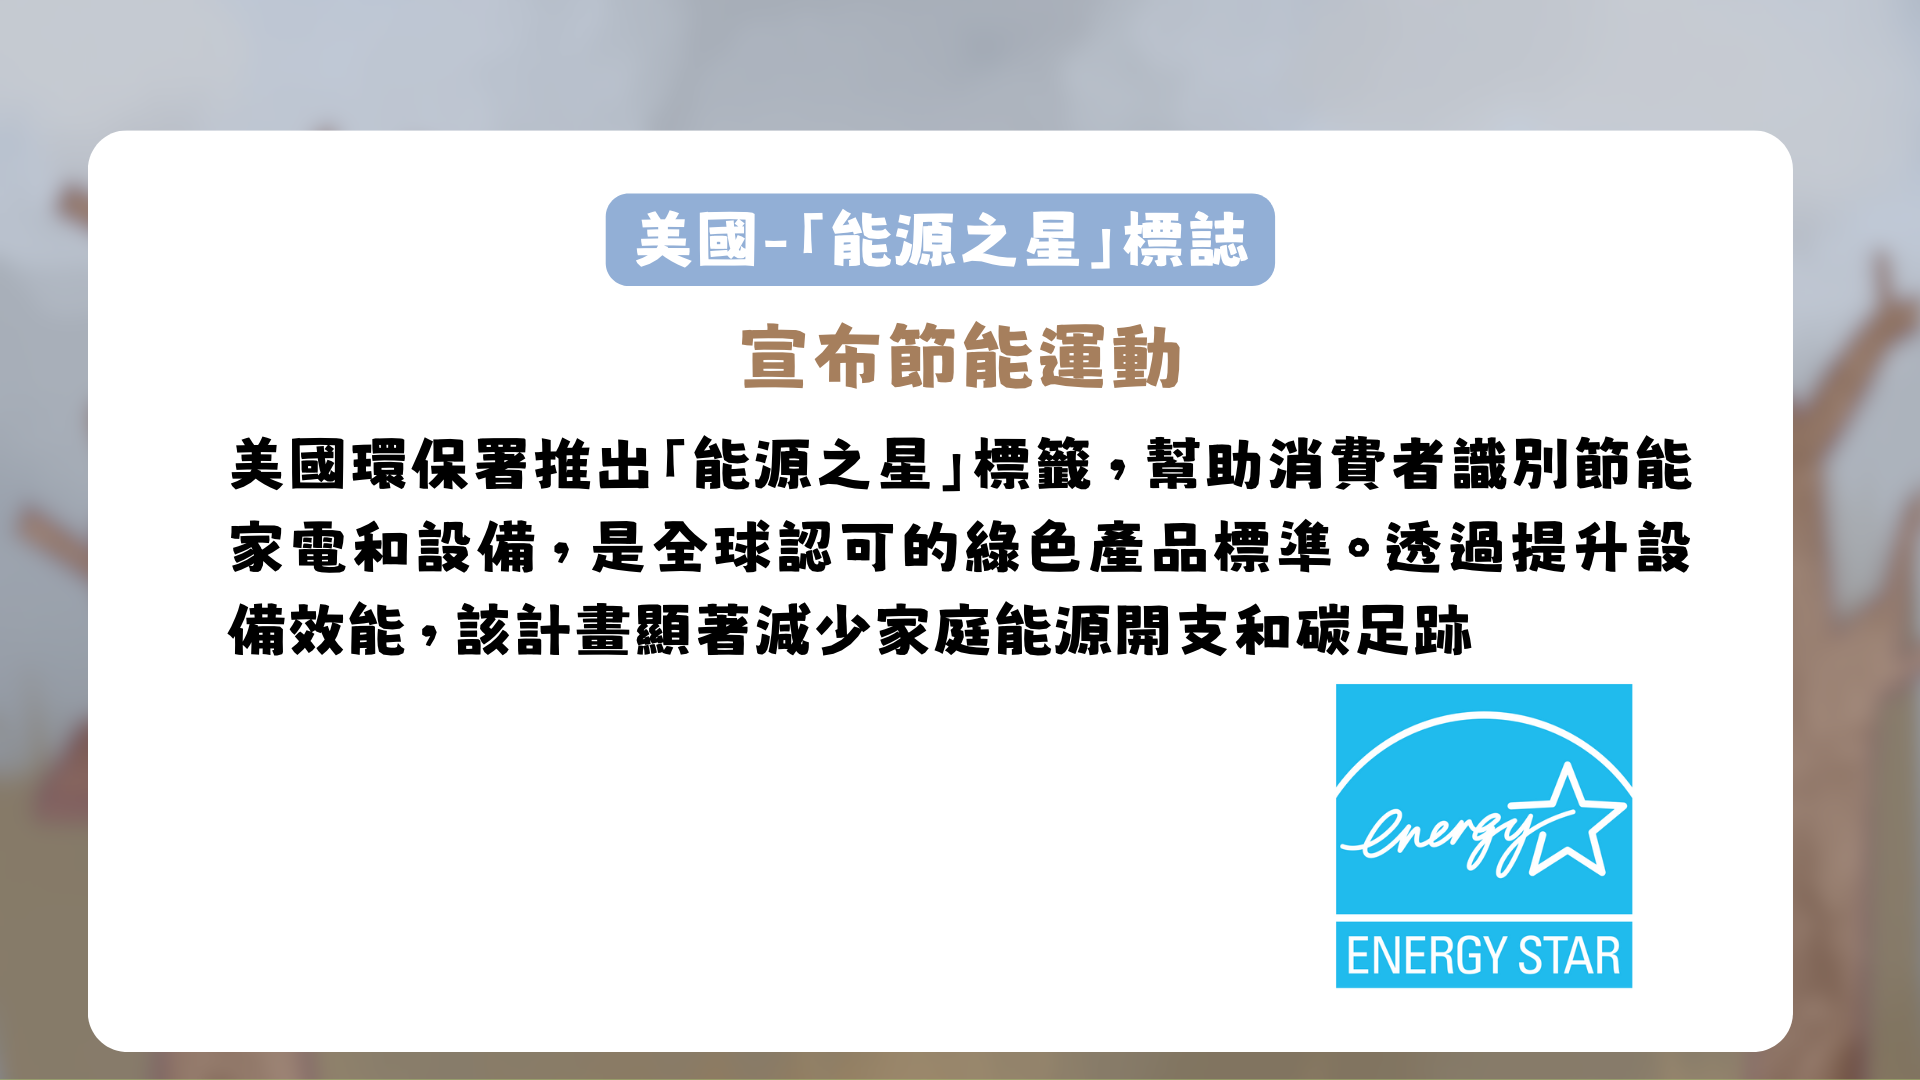 美國-「能源之星」標誌
宣布節能運動
美國環保署推出「能源之星」標籤，幫助消費者識別節能
家電和設備，是全球認可的綠色產品標準。透過提升設
備效能，該計畫顯著減少家庭能源開支和碳足跡
energy
ENERGY STAR